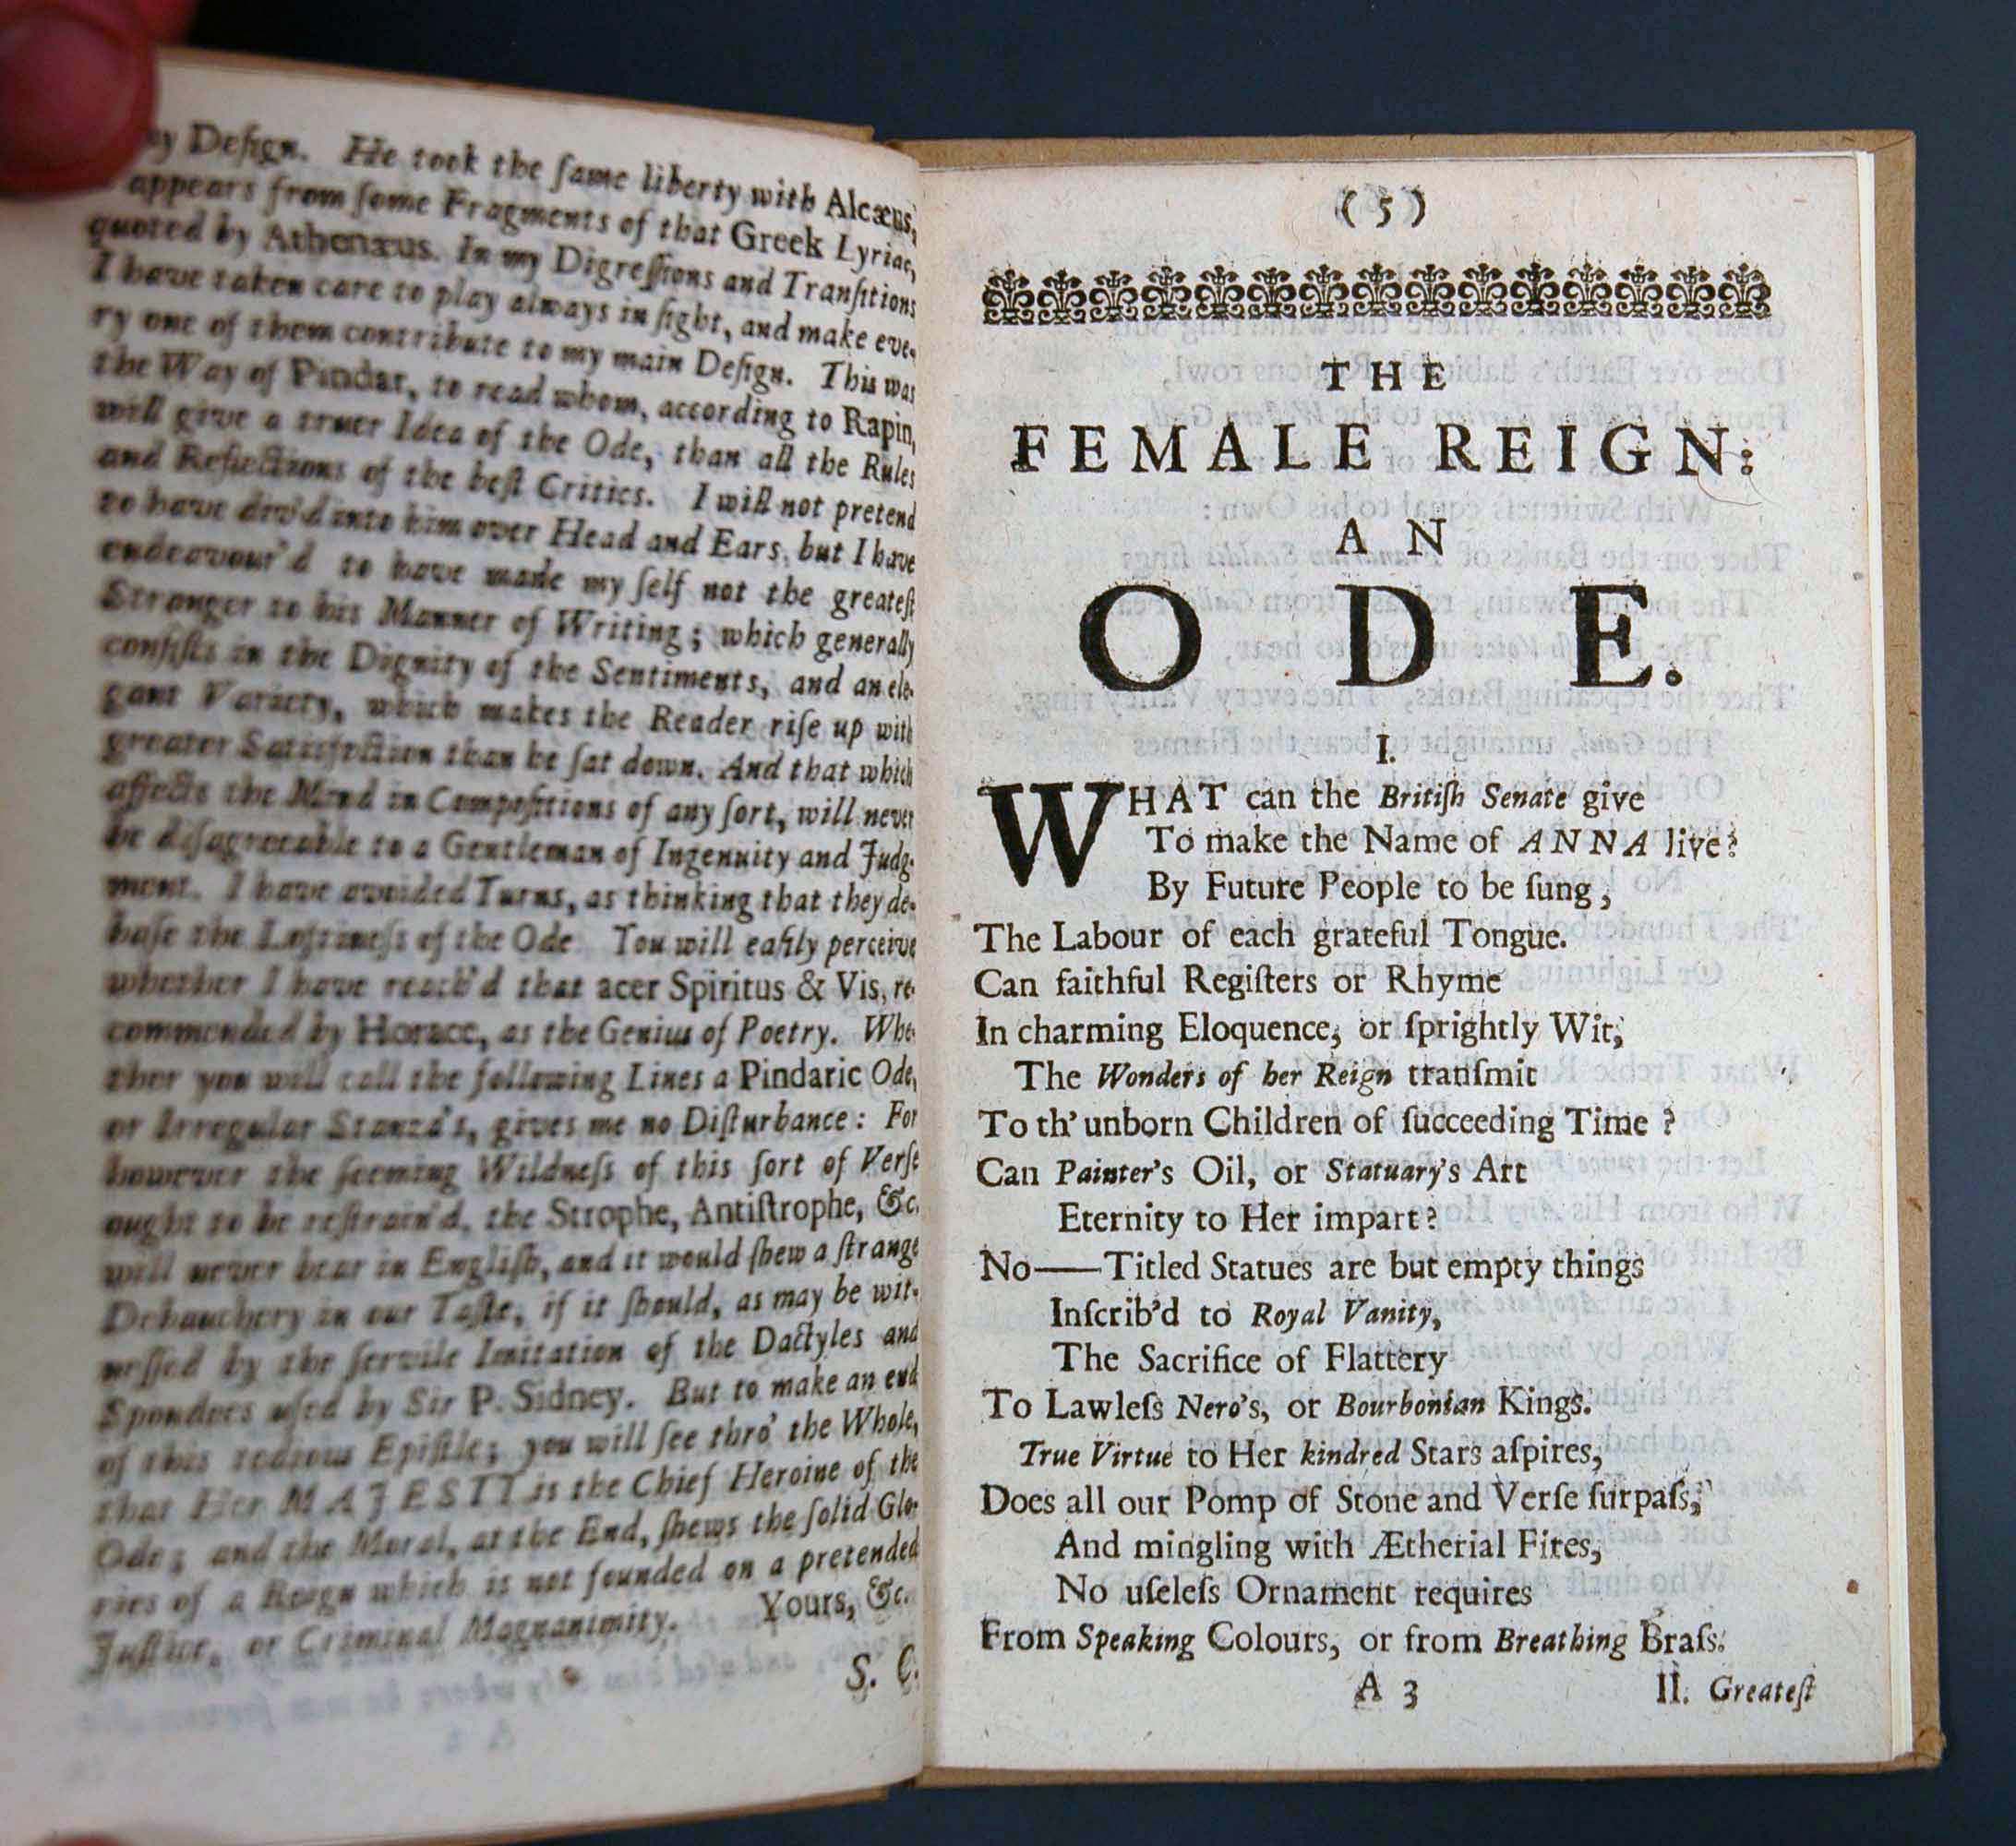 my Deſign. He took the ſame liberty with Alcæus,
appears from ſome Fragments of that Greek Lyriac,
quoted by Athenæus. In my Digreſſions and Tranſitions
I have taken care to play always in ſight, and make eve-
ry one of them contribute to my main Deſign. This was
the Way of Pindar, to read whom, according to Rapin,
will give a truer Idea of the Ode, than all the Rules
and Reflections of the beſt Critics. I will not pretend
to have div'd into him over Head and Ears, but I have
endeavour'd to have made my ſelf not the greateſt
Stranger to his Manner of Writing; which generally
conſiſts in the Dignity of the Sentiments, and an ele-
gant Variety, which makes the Reader riſe up with
greater Satisfaction than he ſat down. And that which
affects the Mind in Compoſitions of any ſort, will never
be diſagreeable to a Gentleman of Ingenuity and Judg-
ment. I have avoided Turns, as thinking that they de-
baſe the Loftineſs of the Ode You will eaſily perceive
whether I have reach'd that acer Spiritus & Vis, re-
commended by Horace, as the Genius of Poetry. Whe-
ther you will call the following Lines a Pindaric Ode,
or Irregular Stanza's, gives me no Diſturbance: For
however the ſeeming Wildneſs of this ſort of Verſe
ought to be reſtrain'd, the Strophe, Antiſtrophe, &c.
will never bear in Engliſh, and it would ſhew a ſtrange
Debauchery in our Taſte, if it ſhould, as may be wit-
neſſed by the ſervile Imitation of the Dactyles and
Spondees uſed by Sir P. Sidney. But to make an end
of this tedious Epiſtle; you will ſee thro' the Whole,
that Her MAJESTY is the Chief Heroine of the
Ode; and the Moral, at the End, ſhews the ſolid Glo-
ries of a Reign which is not founded on a pretended
Juſtice, or Criminal Magnanimity. Yours, &c.
S. C.
(5)
THE
FEMALE REIGN:
AN
ODE.
I.
WHAT can the Britiſh Senate give
To make the Name of ANNA live?
By Future People to be ſung,
The Labour of each grateful Tongue.
Can faithful Regiſters or Rhyme
In charming Eloquence, or ſprightly Wit,
The Wonders of her Reign tranſmit
To th' unborn Children of ſucceeding Time?
Can Painter's Oil, or Statuary's Art
Eternity to Her impart?
No——Titled Statues are but empty things
Inſcrib'd to Royal Vanity,
The Sacrifice of Flattery
To Lawleſs Nero's, or Bourbonian Kings.
True Virtue to Her kindred Stars aſpires,
Does all our Pomp of Stone and Verſe ſurpaſs,
And mingling with Ætherial Fires,
No uſeleſs Ornament requires
From Speaking Colours, or from Breathing Braſs.
A 3 II. Greateſt